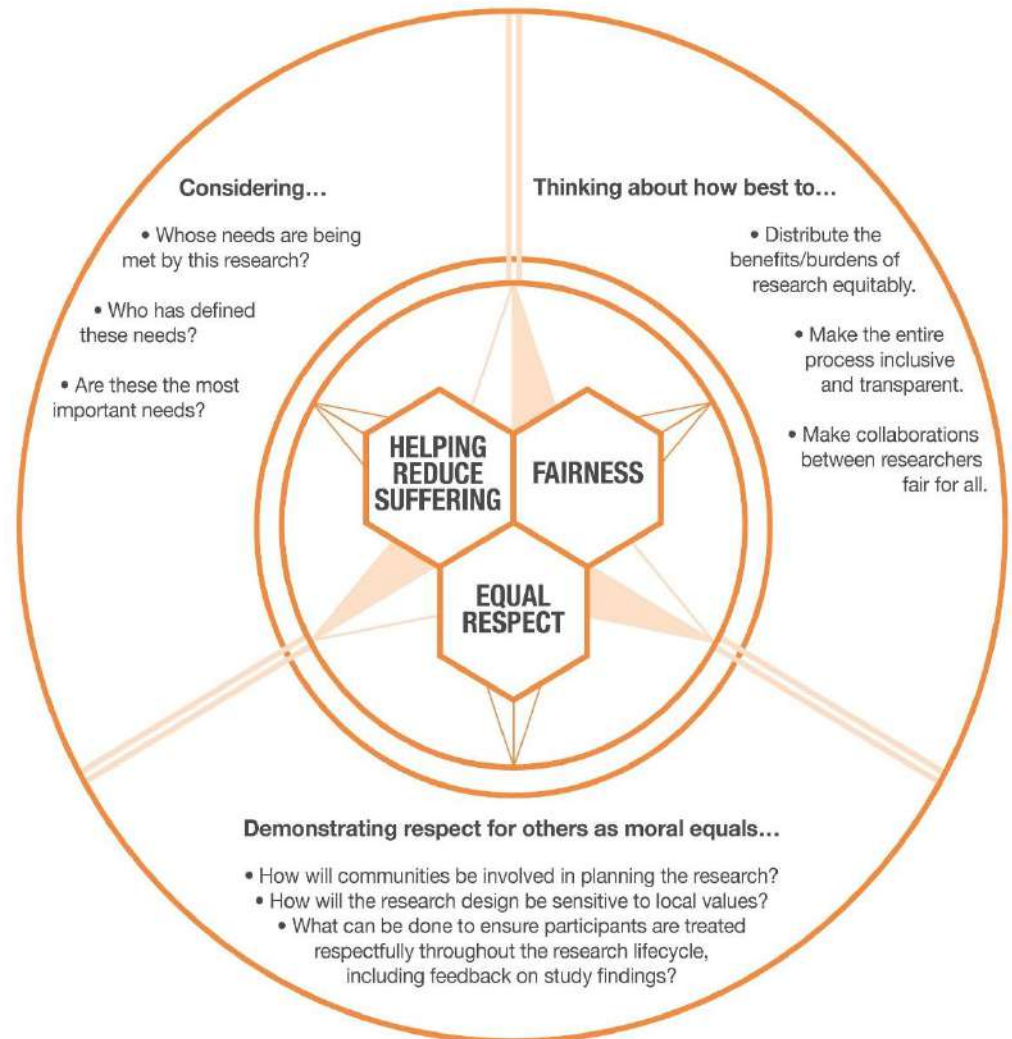 Considering...
• Whose needs are being
met by this research?
• Who has defined
these needs?
• Are these the most
important needs?
Thinking about how best to...
• Distribute the
benefits/burdens of
research equitably.
• Make the entire
process inclusive
and transparent.
• Make collaborations
between researchers
fair for all.
HELPING
REDUCE
SUFFERING
FAIRNESS
EQUAL
RESPECT
Demonstrating respect for others as moral equals...
• How will communities be involved in planning the research?
• How will the research design be sensitive to local values?
• What can be done to ensure participants are treated
respectfully throughout the research lifecycle,
including feedback on study findings?